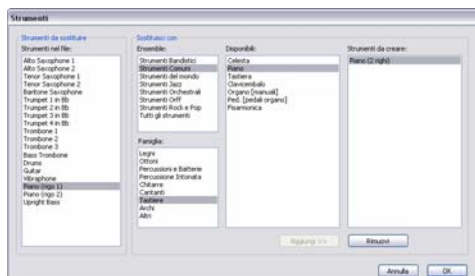 Strumenti
Strumenti da sostituire
Strumenti nel file:
Alto Saxophone 1
Alto Saxophone 2
Tenor Saxophone 1
Tenor Saxophone 2
Baritone Saxophone
Trumpet 1 in Bb
Trumpet 2 in Bb
Trumpet 3 in Bb
Trumpet 4 in Bb
Trombone 1
Trombone 2
Trombone 3
Bass Trombone
Drums
Guitar
Vibraphone
Piano (rigo 1)
Piano (rigo 2)
Upright Bass
Sostituisci con
Ensemble:
Strumenti Bandistici
Strumenti Comuni
Strumenti del mondo
Strumenti Jazz
Strumenti Orchestrali
Strumenti Orff
Strumenti Rock e Pop
Tutti gli strumenti
Famiglia:
Legni
Ottoni
Percussioni e Batterie
Percussione Intonata
Chitarre
Cantanti
Tastiere
Archi
Altri
Disponibili:
Celesta
Piano
Tastiera
Clavicembalo
Organo [manuali]
Ped. [pedali organo]
Fisarmonica
Strumenti da creare:
Piano (2 righi)
Aggiungi >>
Rimuovi
Annulla
OK